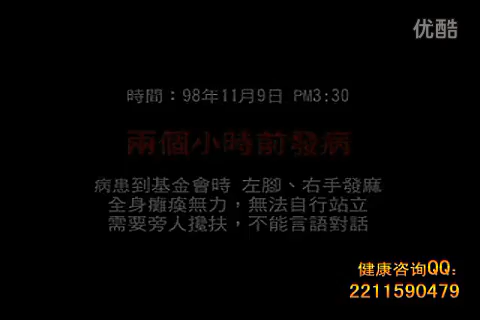 优酷
時間：98年11月9日 PM3:30
兩個小時前發病
病患到基金會時 左腳、右手發麻
全身癱瘓無力，無法自行站立
需要旁人攙扶，不能言語對話
健康咨询QQ：
2211590479